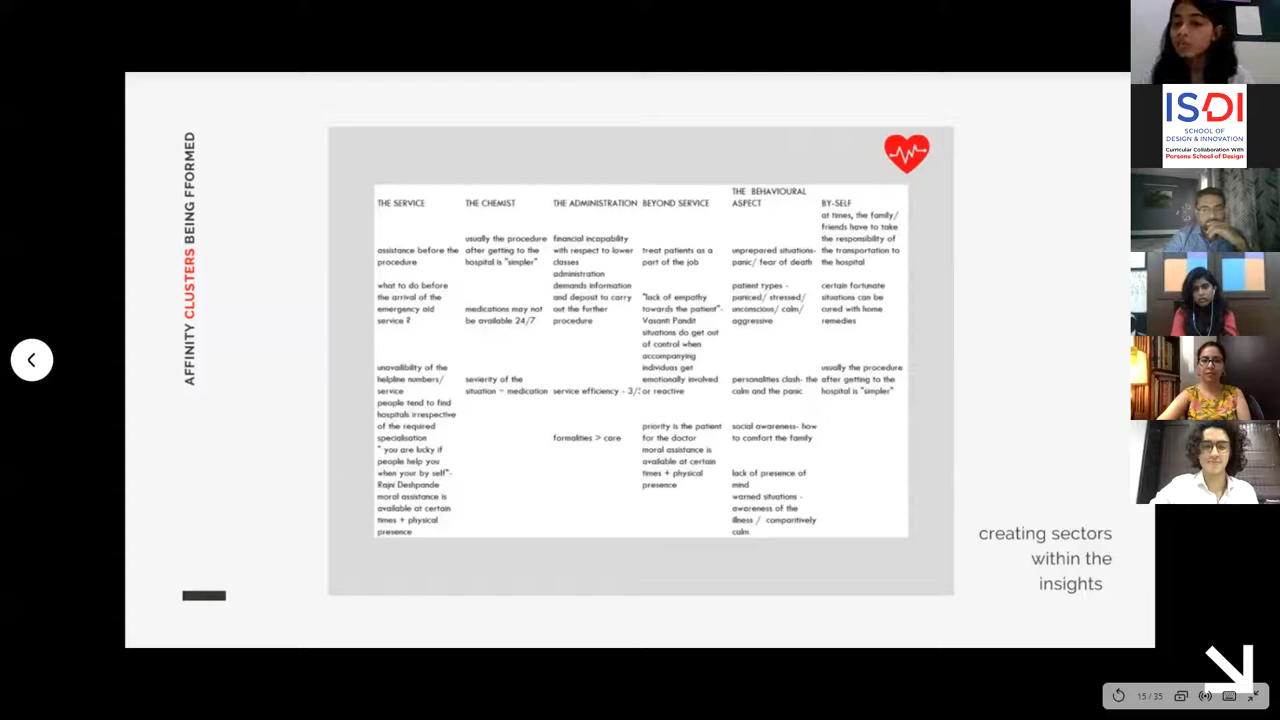 AFFINITY CLUSTERS BEING FFORMED
THE SERVICE
assistance before the
procedure
what to do before
the arrival of the
emergency aid
service ?
unavailibility of the
helpline numbers/
service
people tend to find
hospitals irrespective
of the required
specialisation
" you are lucky if
people help you
when your by self"-
Rajni Deshpande
moral assistance is
available at certain
times + physical
presence
THE CHEMIST
usually the procedure
after getting to the
hospital is "simpler"
medications may not
be available 24/7
sevierity of the
situation = medication
THE ADMINISTRATION
financial incapability
with respect to lower
classes
administration
demands information
and deposit to carry
out the further
procedure
service efficiency - 3/
formalities > care
BEYOND SERVICE
treat patients as a
part of the job
"lack of empathy
towards the patient"-
Vasanti Pandit
situations do get out
of control when
accompanying
individuas get
emotionally involved
or reactive
priority is the patient
for the doctor
moral assistance is
available at certain
times + physical
presence
THE BEHAVIOURAL
ASPECT
unprepared situations-
panic/ fear of death
patient types -
paniced/ stressed/
unconscious/ calm/
aggressive
personalities clash- the
calm and the panic
social awareness- how
to comfort the family
lack of presence of
mind
warned situations -
awareness of the
illness / comparitively
calm
BY-SELF
at times, the family/
friends have to take
the responsibility of
the transportation to
the hospital
certain fortunate
situations can be
cured with home
remedies
usually the procedure
after getting to the
hospital is "simpler"
creating sectors
within the
insights
ISDI
SCHOOL OF
DESIGN & INNOVATION
Curricular Collaboration With
Parsons School of Design
15 / 35